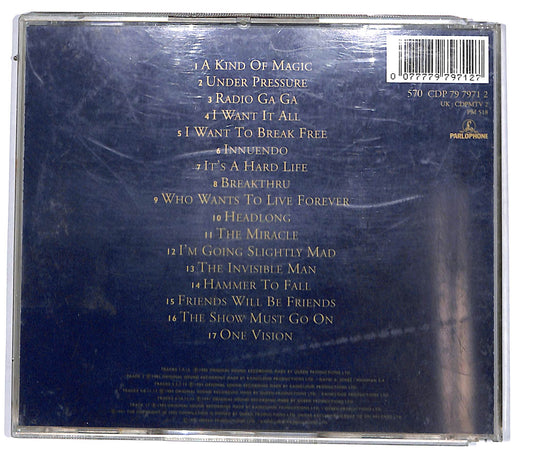 0 077779 797127
570 CDP 79 7971 2
UK : CDPMTV 2
PM 518
PARLOPHONE
1 A KIND OF MAGIC
2 UNDER PRESSURE
3 RADIO GA GA
4 I WANT IT ALL
5 I WANT TO BREAK FREE
6 INNUENDO
7 IT'S A HARD LIFE
8 BREAKTHRU
9 WHO WANTS TO LIVE FOREVER
10 HEADLONG
11 THE MIRACLE
12 I'M GOING SLIGHTLY MAD
13 THE INVISIBLE MAN
14 HAMMER TO FALL
15 FRIENDS WILL BE FRIENDS
16 THE SHOW MUST GO ON
17 ONE VISION